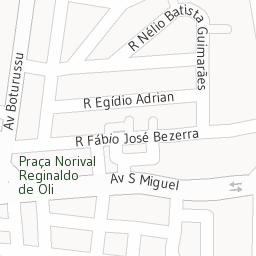 R Nélio Batista
Guimarães
Av Boturussu
R Egídio Adrian
R Fábio José Bezerra
Praça Norival
Reginaldo
de Oli
Av S Miguel